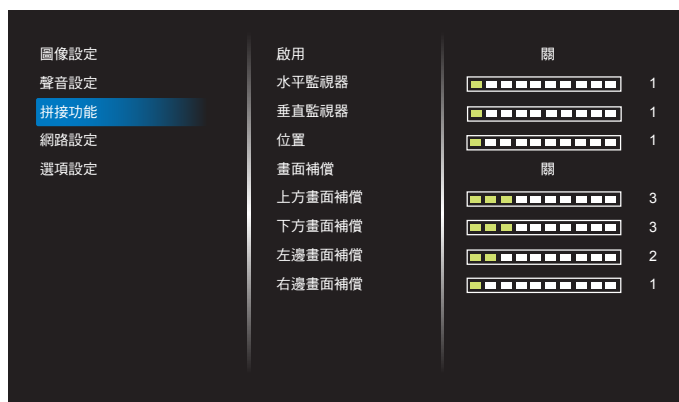 圖像設定
聲音設定
拼接功能
網路設定
選項設定
啟用 關
水平監視器 1
垂直監視器 1
位置 1
畫面補償 關
上方畫面補償 3
下方畫面補償 3
左邊畫面補償 2
右邊畫面補償 1